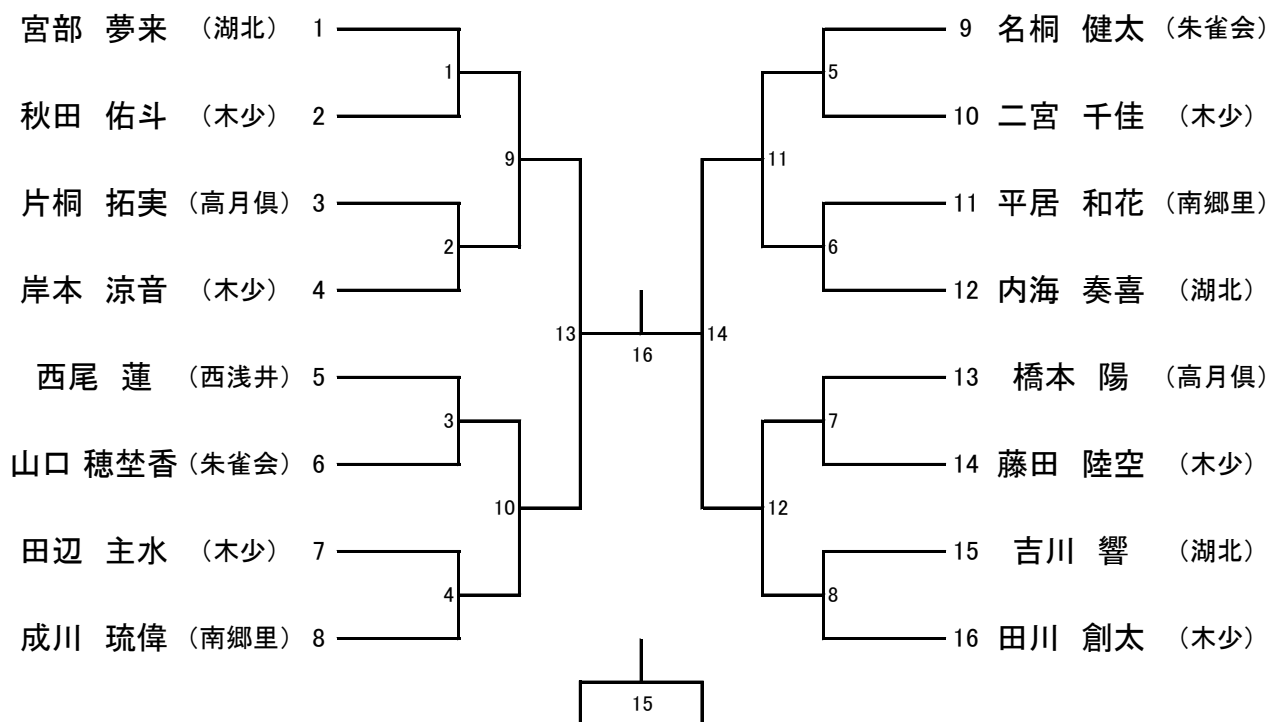 宮部 夢来 （湖北） 1
秋田 佑斗 （木少） 2
片桐 拓実 （高月倶） 3
岸本 涼音 （木少） 4
西尾 蓮 （西浅井） 5
山口 穂埜香 （朱雀会） 6
田辺 主水 （木少） 7
成川 琉偉 （南郷里） 8
1
2
3
4
9
10
13
16
15
14
11
12
5
6
7
8
9 名桐 健太 （朱雀会）
10 二宮 千佳 （木少）
11 平居 和花 （南郷里）
12 内海 奏喜 （湖北）
13 橋本 陽 （高月倶）
14 藤田 陸空 （木少）
15 吉川 響 （湖北）
16 田川 創太 （木少）